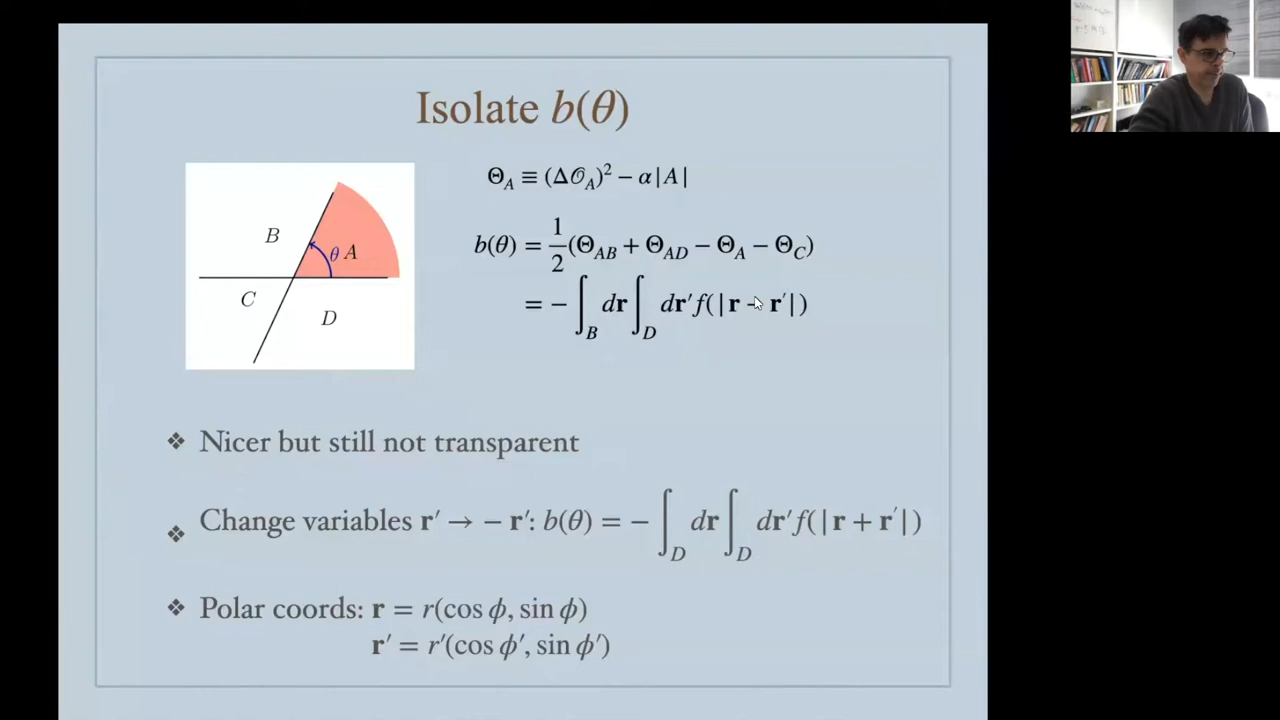 Isolate b(θ)
Θ_A ≡ (Δ𝒪_A)² − α|A|
B
θ A
C
D
b(θ) = 1/2 (Θ_AB + Θ_AD − Θ_A − Θ_C)
= − ∫_B d𝐫 ∫_D d𝐫′ f(|𝐫 − 𝐫′|)
❖ Nicer but still not transparent
❖ Change variables 𝐫′ → − 𝐫′: b(θ) = − ∫_D d𝐫 ∫_D d𝐫′ f(|𝐫 + 𝐫′|)
❖ Polar coords: 𝐫 = r(cos ϕ, sin ϕ)
𝐫′ = r′(cos ϕ′, sin ϕ′)